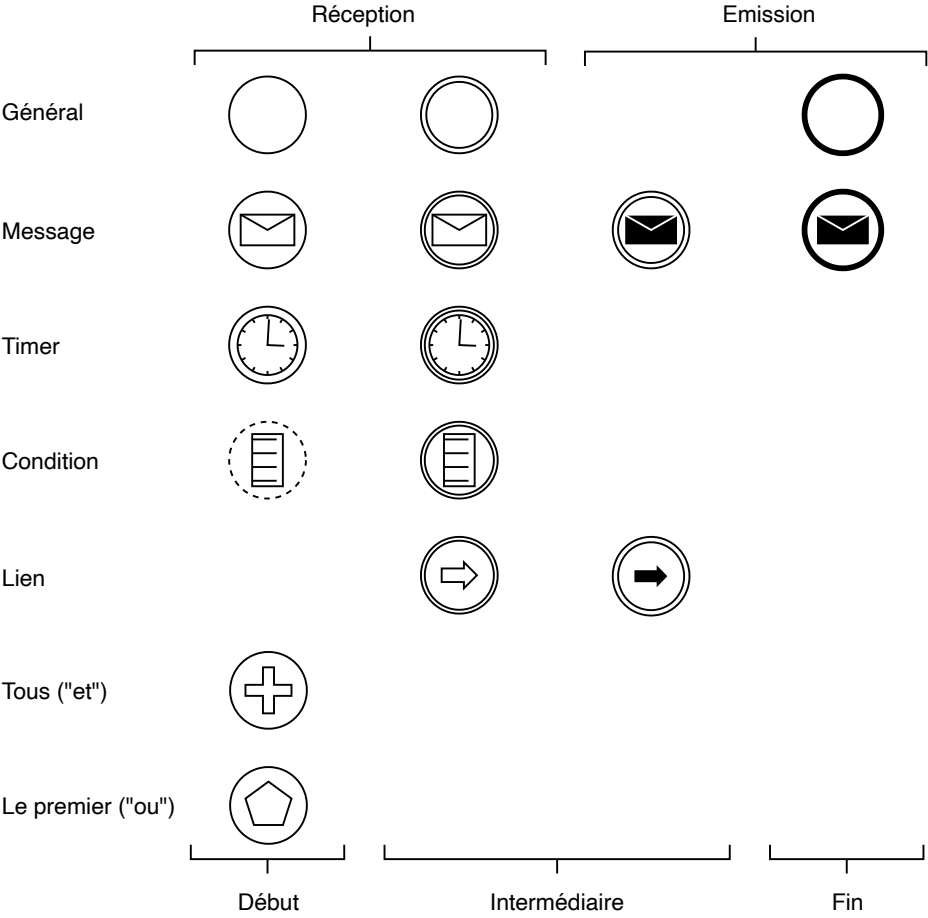 Réception
Emission
Général
Message
Timer
Condition
Lien
Tous ("et")
Le premier ("ou")
Début
Intermédiaire
Fin